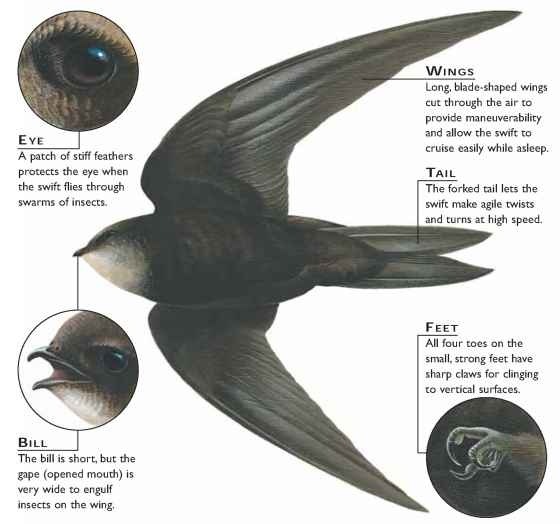 EYE
A patch of stiff feathers
protects the eye when
the swift flies through
swarms of insects.
WINGS
Long, blade-shaped wings
cut through the air to
provide maneuverability
and allow the swift to
cruise easily while asleep.
TAIL
The forked tail lets the
swift make agile twists
and turns at high speed.
BILL
The bill is short, but the
gape (opened mouth) is
very wide to engulf
insects on the wing.
FEET
All four toes on the
small, strong feet have
sharp claws for clinging
to vertical surfaces.